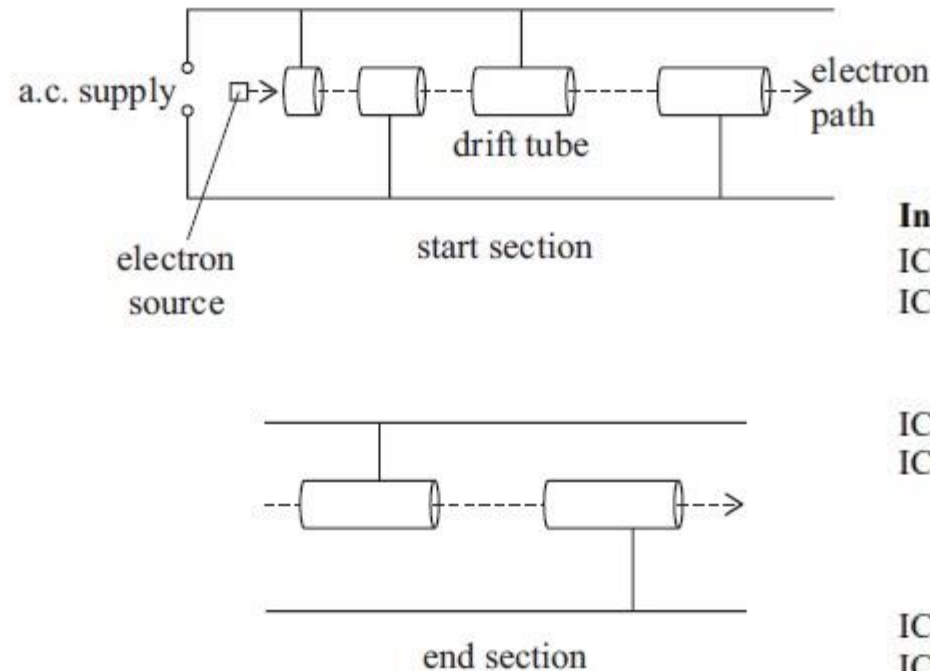 a.c. supply
electron
path
drift tube
electron
source
start section
In
IC
IC
IC
IC
end section
IC
IC